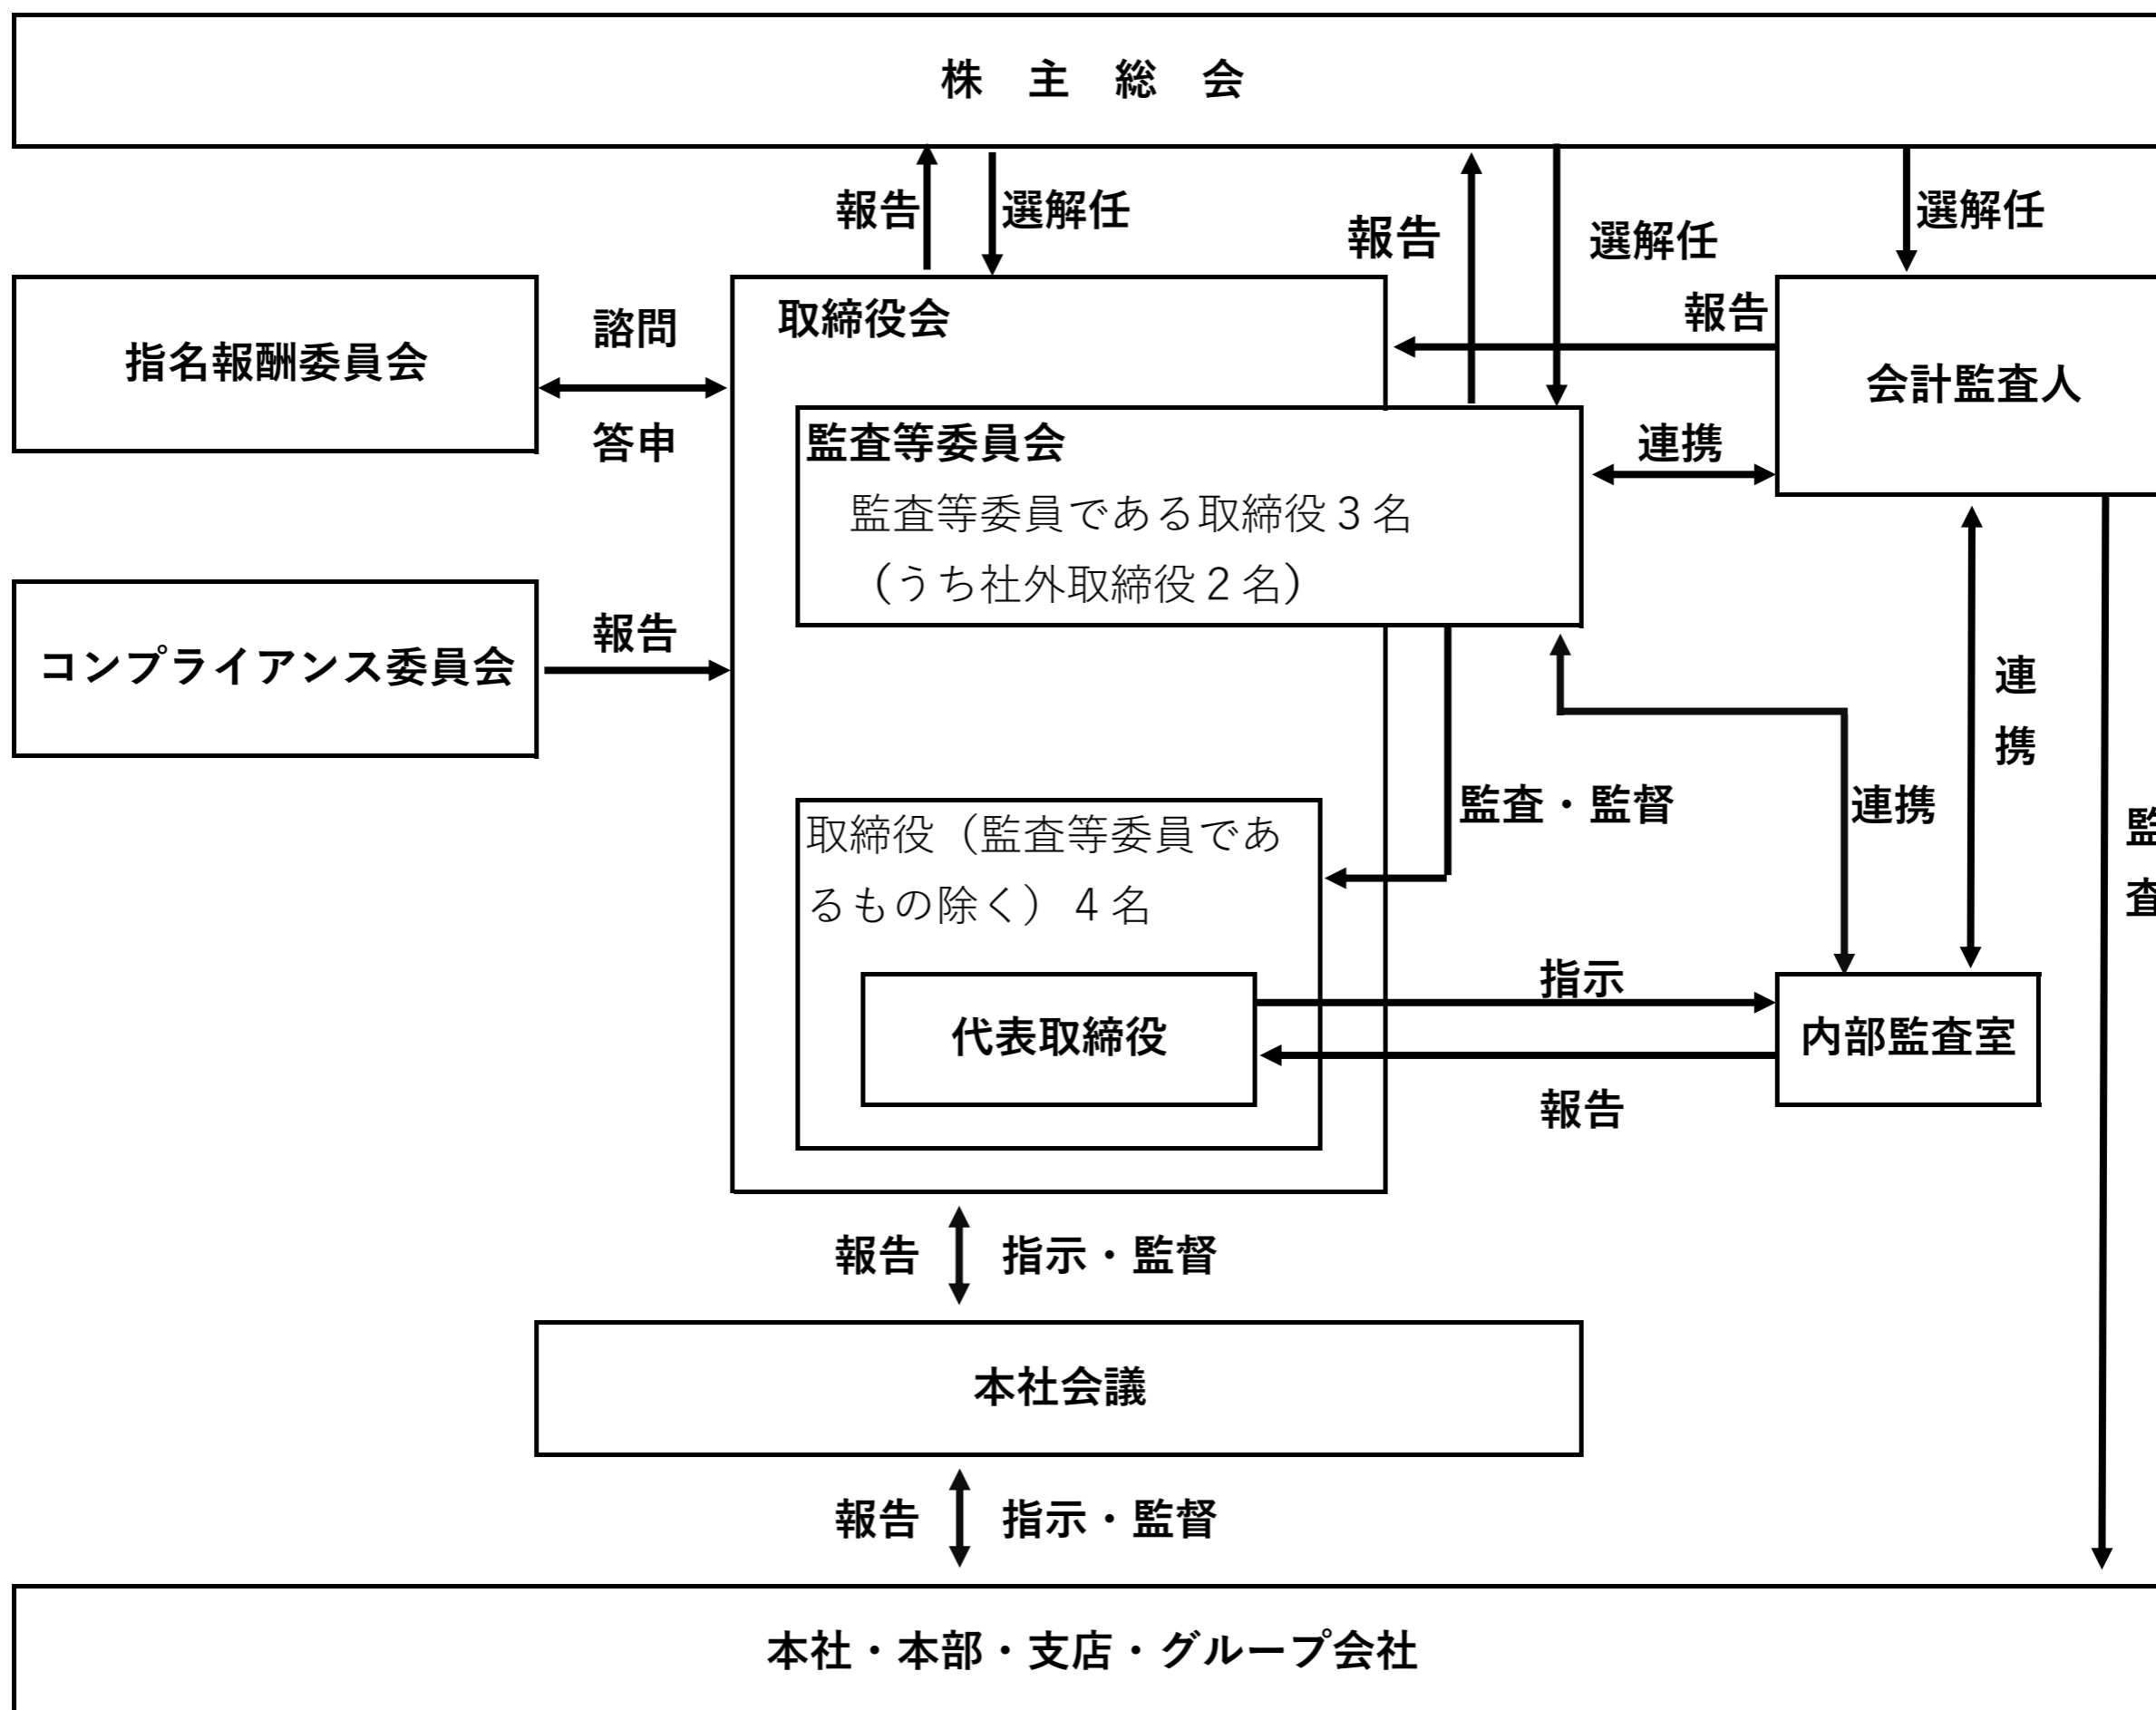 株　主　総　会
報告
選解任
報告
選解任
選解任
指名報酬委員会
諮問
答申
取締役会
報告
会計監査人
監査等委員会
監査等委員である取締役３名
（うち社外取締役２名）
連携
コンプライアンス委員会
報告
連
携
監査・監督
連携
監
査
取締役（監査等委員であ
るもの除く）４名
指示
代表取締役
内部監査室
報告
報告
指示・監督
本社会議
報告
指示・監督
本社・本部・支店・グループ会社